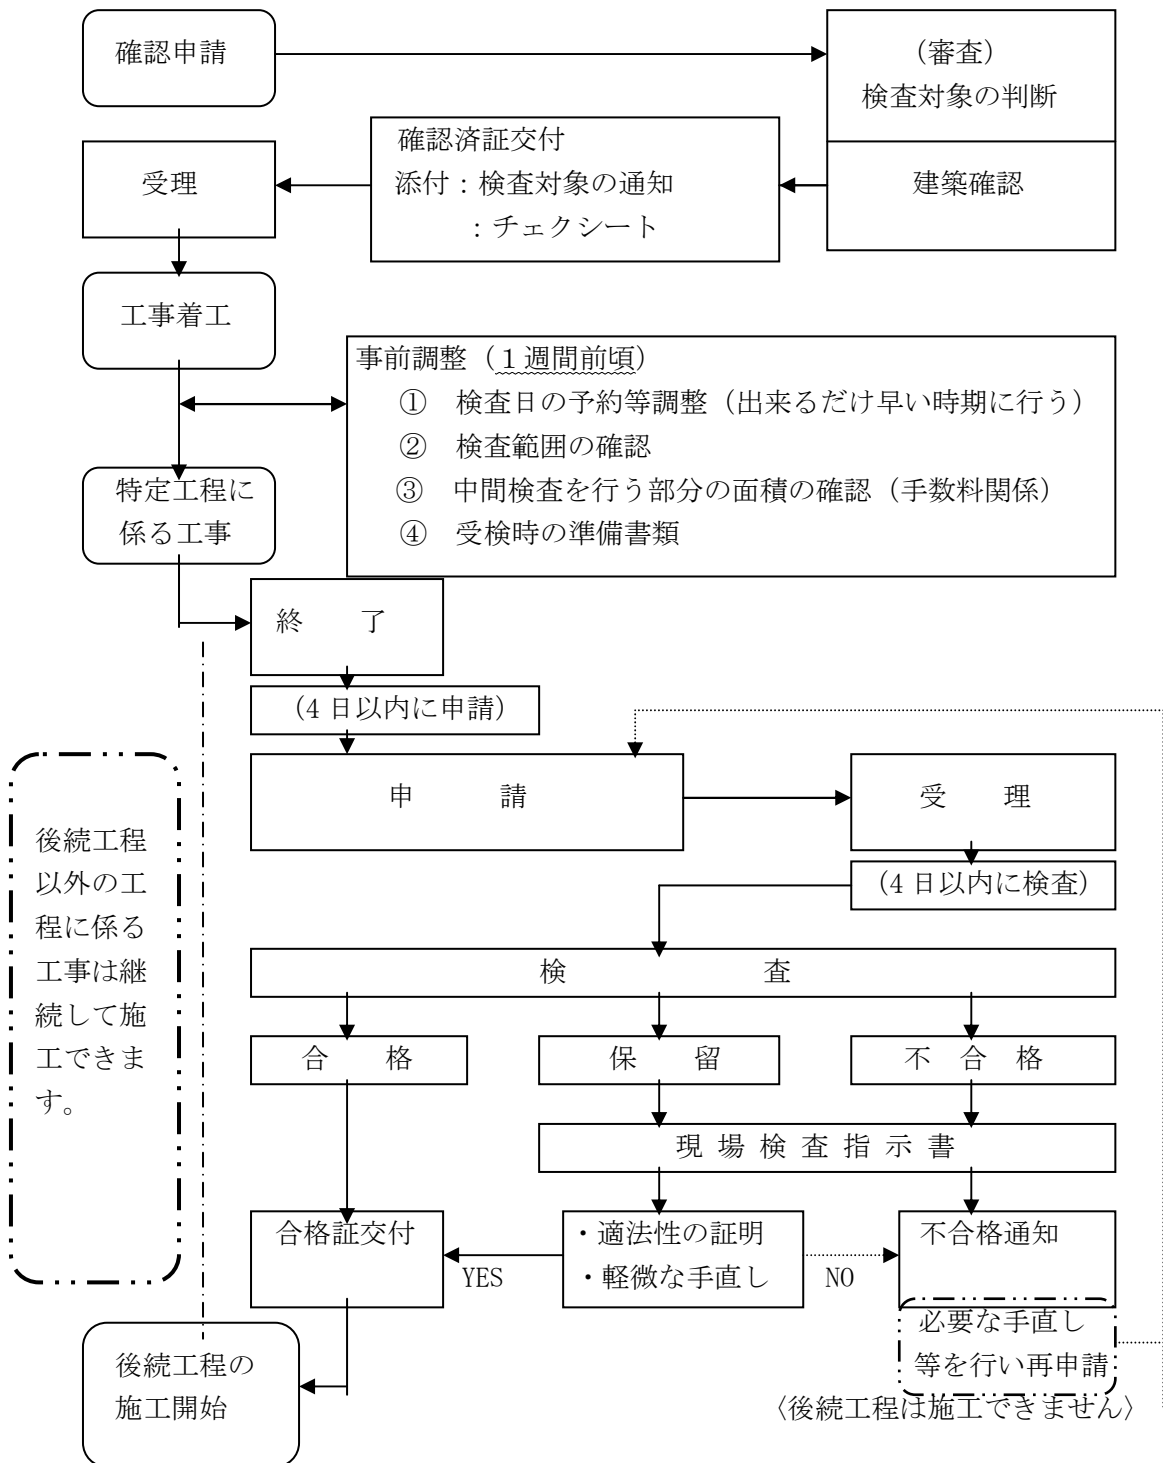 確認申請
（審査）
検査対象の判断
確認済証交付
添付：検査対象の通知
：チェクシート
受理
建築確認
工事着工
事前調整（１週間前頃）
① 検査日の予約等調整（出来るだけ早い時期に行う）
② 検査範囲の確認
③ 中間検査を行う部分の面積の確認（手数料関係）
④ 受検時の準備書類
特定工程に
係る工事
終　　了
（4 日以内に申請）
申　　　請
受　　理
（4 日以内に検査）
後続工程
以外の工
程に係る
工事は継
続して施
工できま
す。
検　　　　　　　査
合　　格
保　　留
不　合　格
現 場 検 査 指 示 書
合格証交付
・適法性の証明
・軽微な手直し
不合格通知
YES
NO
必要な手直し
等を行い再申請
後続工程の
施工開始
〈後続工程は施工できません〉